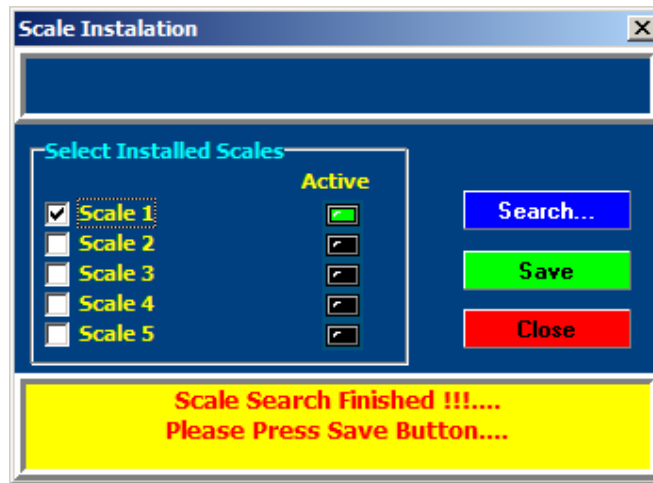 Scale Instalation
Select Installed Scales
Active
Scale 1
Scale 2
Scale 3
Scale 4
Scale 5
Search...
Save
Close
Scale Search Finished !!!....
Please Press Save Button....